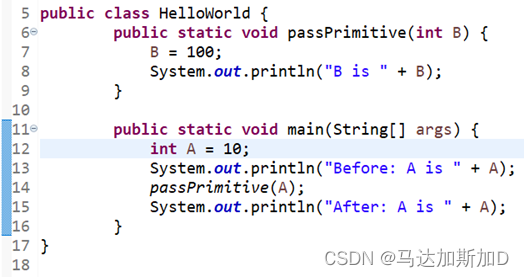 5 public class HelloWorld {
6 public static void passPrimitive(int B) {
7 B = 100;
8 System.out.println("B is " + B);
9 }
10
11 public static void main(String[] args) {
12 int A = 10;
13 System.out.println("Before: A is " + A);
14 passPrimitive(A);
15 System.out.println("After: A is " + A);
16 }
17 }
18
CSDN @马达加斯加D